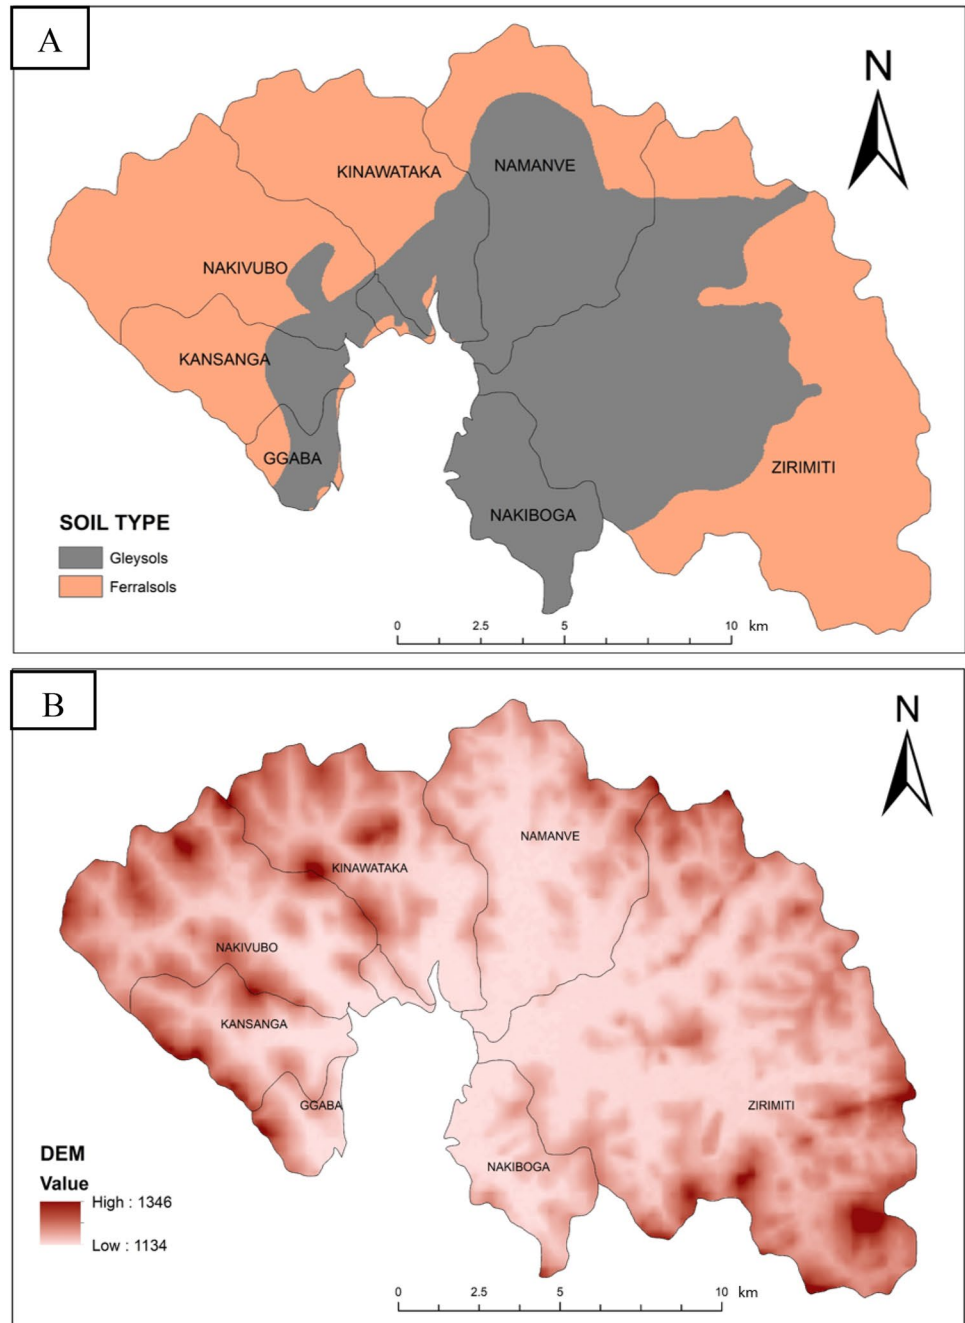 A
N
NAMANVE
KINAWATAKA
NAKIVUBO
KANSANGA
GGABA
ZIRIMITI
NAKIBOGA
SOIL TYPE
Gleysols
Ferralsols
0 2.5 5 10 km
B
N
NAMANVE
KINAWATAKA
NAKIVUBO
KANSANGA
GGABA
ZIRIMITI
NAKIBOGA
DEM
Value
High : 1346
Low : 1134
0 2.5 5 10 km